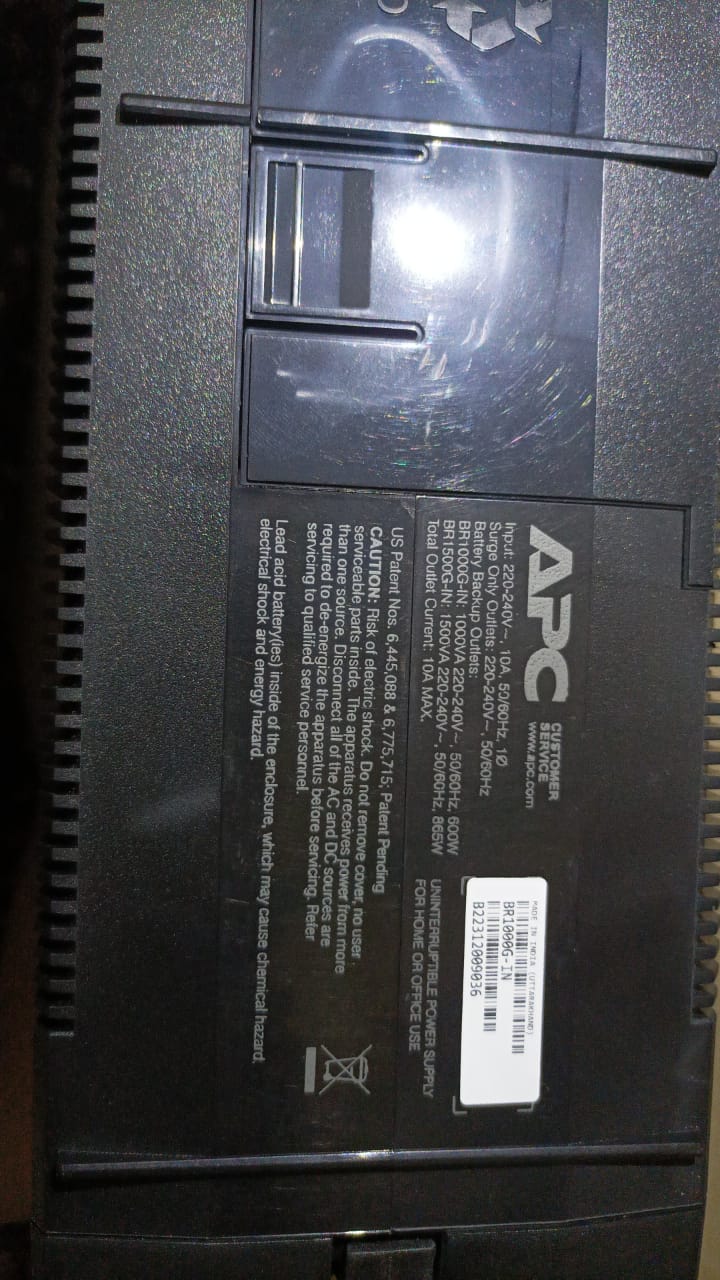 APC
CUSTOMER
SERVICE
www.apc.com
Input: 220-240V~, 10A, 50/60Hz, 1Ø
Surge Only Outlets: 220-240V~, 50/60Hz
Battery Backup Outlets:
BR1000G-IN: 1000VA 220-240V~, 50/60Hz, 600W
BR1500G-IN: 1500VA 220-240V~, 50/60Hz, 865W
Total Outlet Current: 10A MAX.
MADE IN INDIA (UTTARAKHAND)
BR1000G-IN
B22312009036
UNINTERRUPTIBLE POWER SUPPLY
FOR HOME OR OFFICE USE
US Patent Nos. 6,445,088 & 6,775,715; Patent Pending
CAUTION: Risk of electric shock. Do not remove cover, no user
serviceable parts inside. The apparatus receives power from more
than one source. Disconnect all of the AC and DC sources are
required to de-energize the apparatus before servicing. Refer
servicing to qualified service personnel.
Lead acid battery(ies) inside of the enclosure, which may cause chemical hazard,
electrical shock and energy hazard.